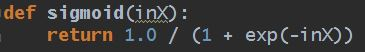 def sigmoid(inX):
    return 1.0 / (1 + exp(-inX))